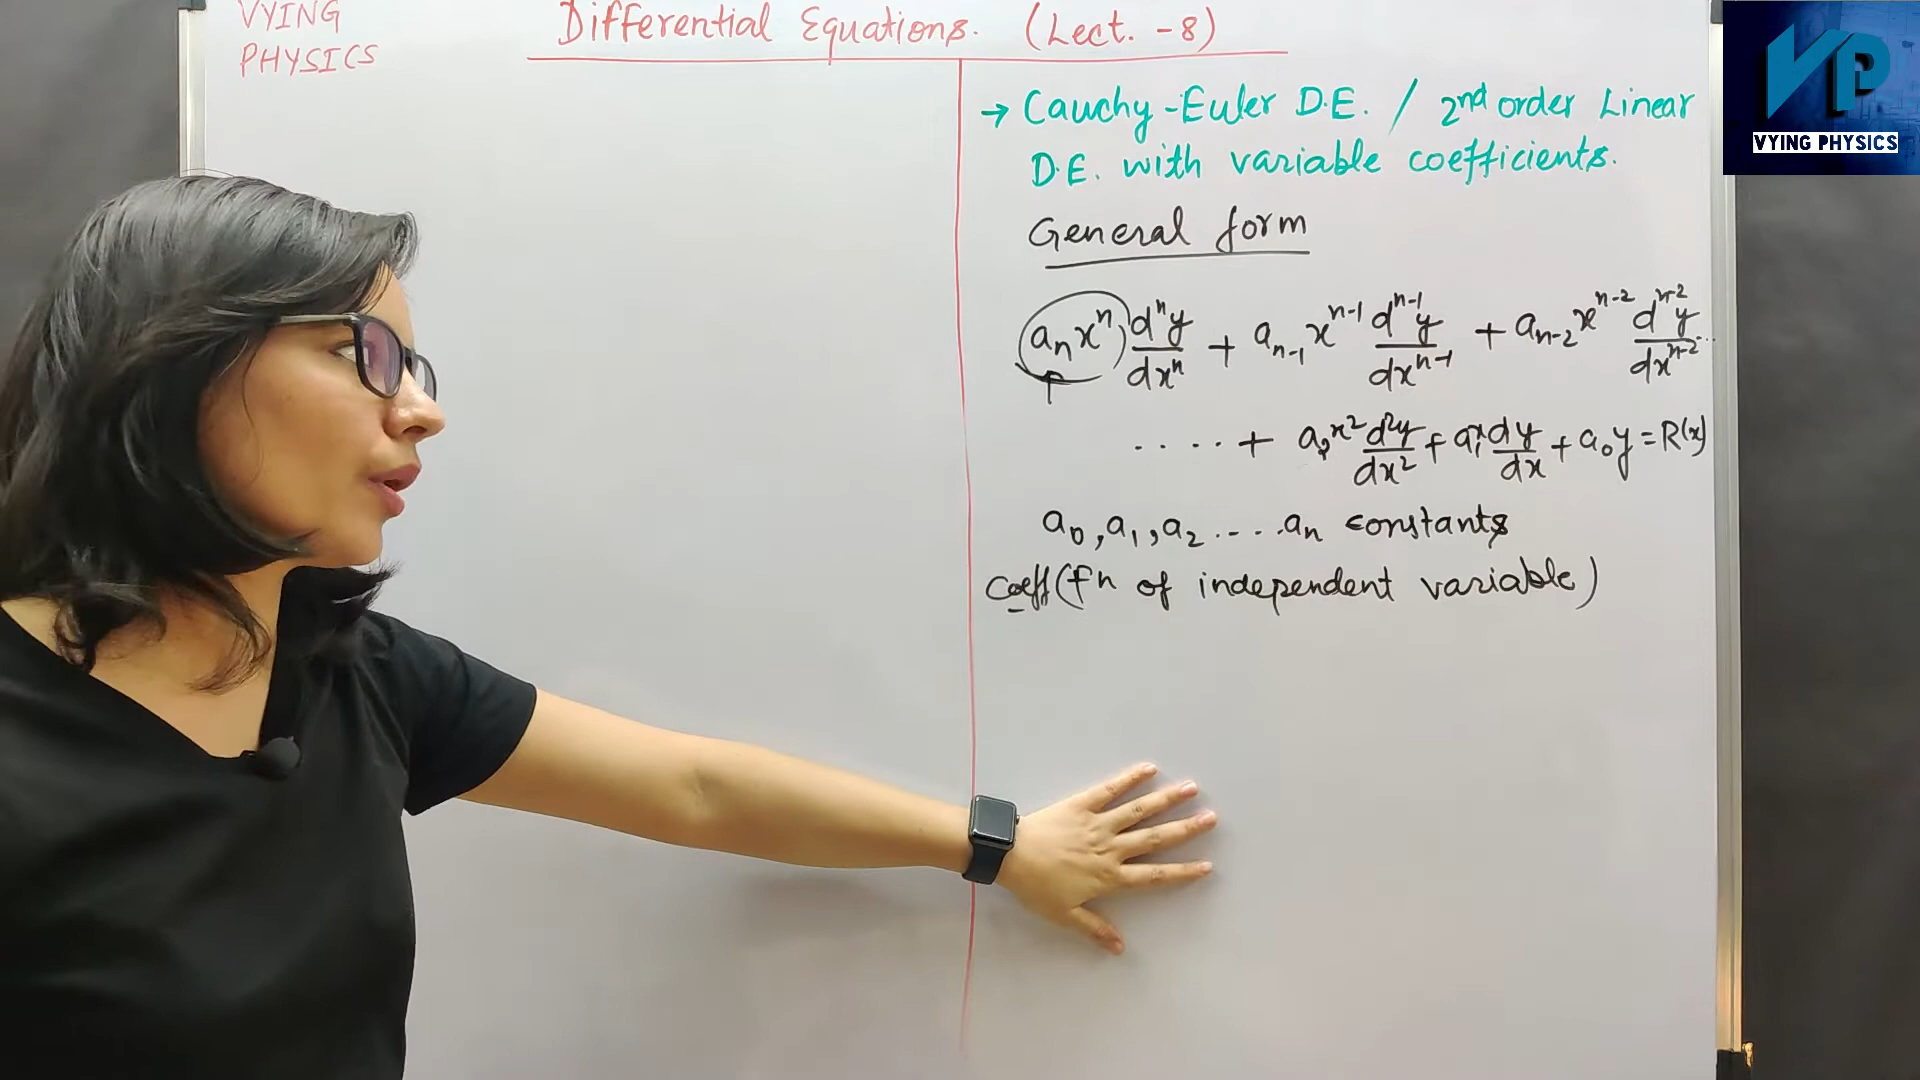 VYING
PHYSICS
Differential Equations. (Lect. -8)
VP
VYING PHYSICS
→ Cauchy-Euler D.E. / 2nd order Linear
D.E. with variable coefficients.
General form
aₙxⁿ dⁿy/dxⁿ + aₙ₋₁xⁿ⁻¹ dⁿ⁻¹y/dxⁿ⁻¹ + aₙ₋₂xⁿ⁻² dⁿ⁻²y/dxⁿ⁻² ...
..... + a₂x² d²y/dx² + a₁x dy/dx + a₀y = R(x)
a₀, a₁, a₂ .... aₙ constants
coeff (fⁿ of independent variable)